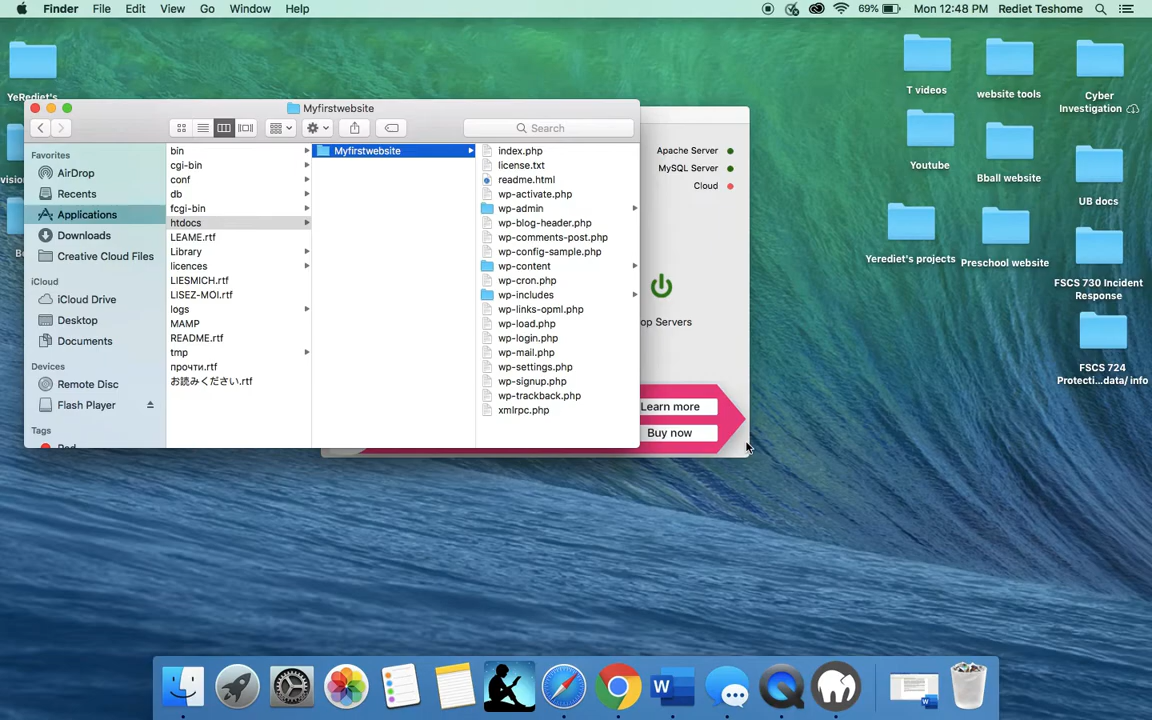 Finder File Edit View Go Window Help
69% Mon 12:48 PM Rediet Teshome
YeRediet's
T videos
website tools
Cyber
Investigation
Youtube
Bball website
UB docs
Yerediet's projects
Preschool website
FSCS 730 Incident
Response
FSCS 724
Protecti...data/ info
Myfirstwebsite
Search
Favorites
AirDrop
Recents
Applications
Downloads
Creative Cloud Files
iCloud
iCloud Drive
Desktop
Documents
Devices
Remote Disc
Flash Player
Tags
bin
cgi-bin
conf
db
fcgi-bin
htdocs
LEAME.rtf
Library
licences
LIESMICH.rtf
LISEZ-MOI.rtf
logs
MAMP
README.rtf
tmp
прочти.rtf
お読みください.rtf
Myfirstwebsite
index.php
license.txt
readme.html
wp-activate.php
wp-admin
wp-blog-header.php
wp-comments-post.php
wp-config-sample.php
wp-content
wp-cron.php
wp-includes
wp-links-opml.php
wp-load.php
wp-login.php
wp-mail.php
wp-settings.php
wp-signup.php
wp-trackback.php
xmlrpc.php
Apache Server
MySQL Server
Cloud
op Servers
Learn more
Buy now